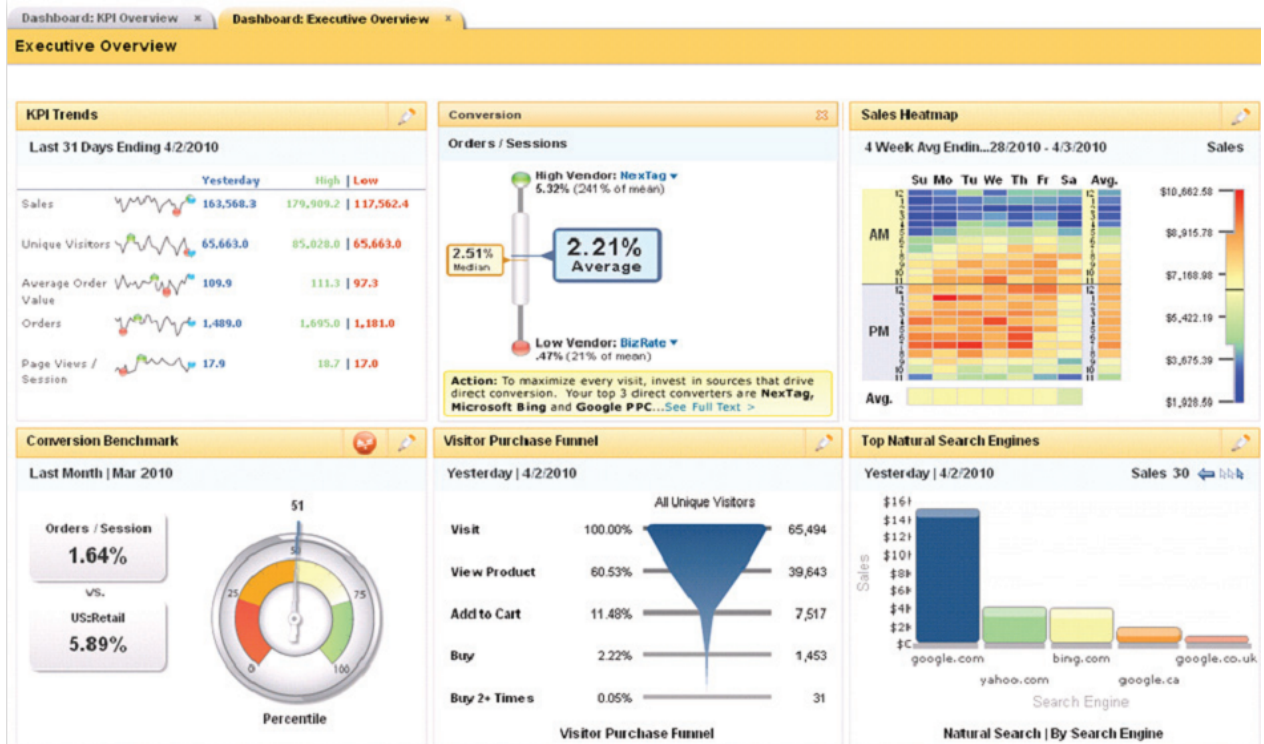 Dashboard: KPI Overview x
Dashboard: Executive Overview x
Executive Overview
KPI Trends
Last 31 Days Ending 4/2/2010
Yesterday High | Low
Sales 163,568.3 179,909.2 | 117,562.4
Unique Visitors 65,663.0 85,028.0 | 65,663.0
Average Order Value 109.9 111.3 | 97.3
Orders 1,489.0 1,695.0 | 1,181.0
Page Views / Session 17.9 18.7 | 17.0
Conversion
Orders / Sessions
High Vendor: NexTag
5.32% (241% of mean)
2.51%
Median
2.21%
Average
Low Vendor: BizRate
.47% (21% of mean)
Action: To maximize every visit, invest in sources that drive
direct conversion. Your top 3 direct converters are NexTag,
Microsoft Bing and Google PPC...See Full Text >
Sales Heatmap
4 Week Avg Endin...28/2010 - 4/3/2010 Sales
Su Mo Tu We Th Fr Sa Avg.
AM
PM
Avg.
$10,662.58
$8,915.78
$7,168.98
$5,422.19
$3,675.39
$1,928.59
Conversion Benchmark
Last Month | Mar 2010
Orders / Session
1.64%
vs.
US:Retail
5.89%
51
0 25 50 75 100
Percentile
Visitor Purchase Funnel
Yesterday | 4/2/2010
All Unique Visitors
Visit 100.00% 65,494
View Product 60.53% 39,643
Add to Cart 11.48% 7,517
Buy 2.22% 1,453
Buy 2+ Times 0.05% 31
Visitor Purchase Funnel
Top Natural Search Engines
Yesterday | 4/2/2010 Sales 30
Sales
google.com
yahoo.com
bing.com
google.ca
google.co.uk
Search Engine
Natural Search | By Search Engine